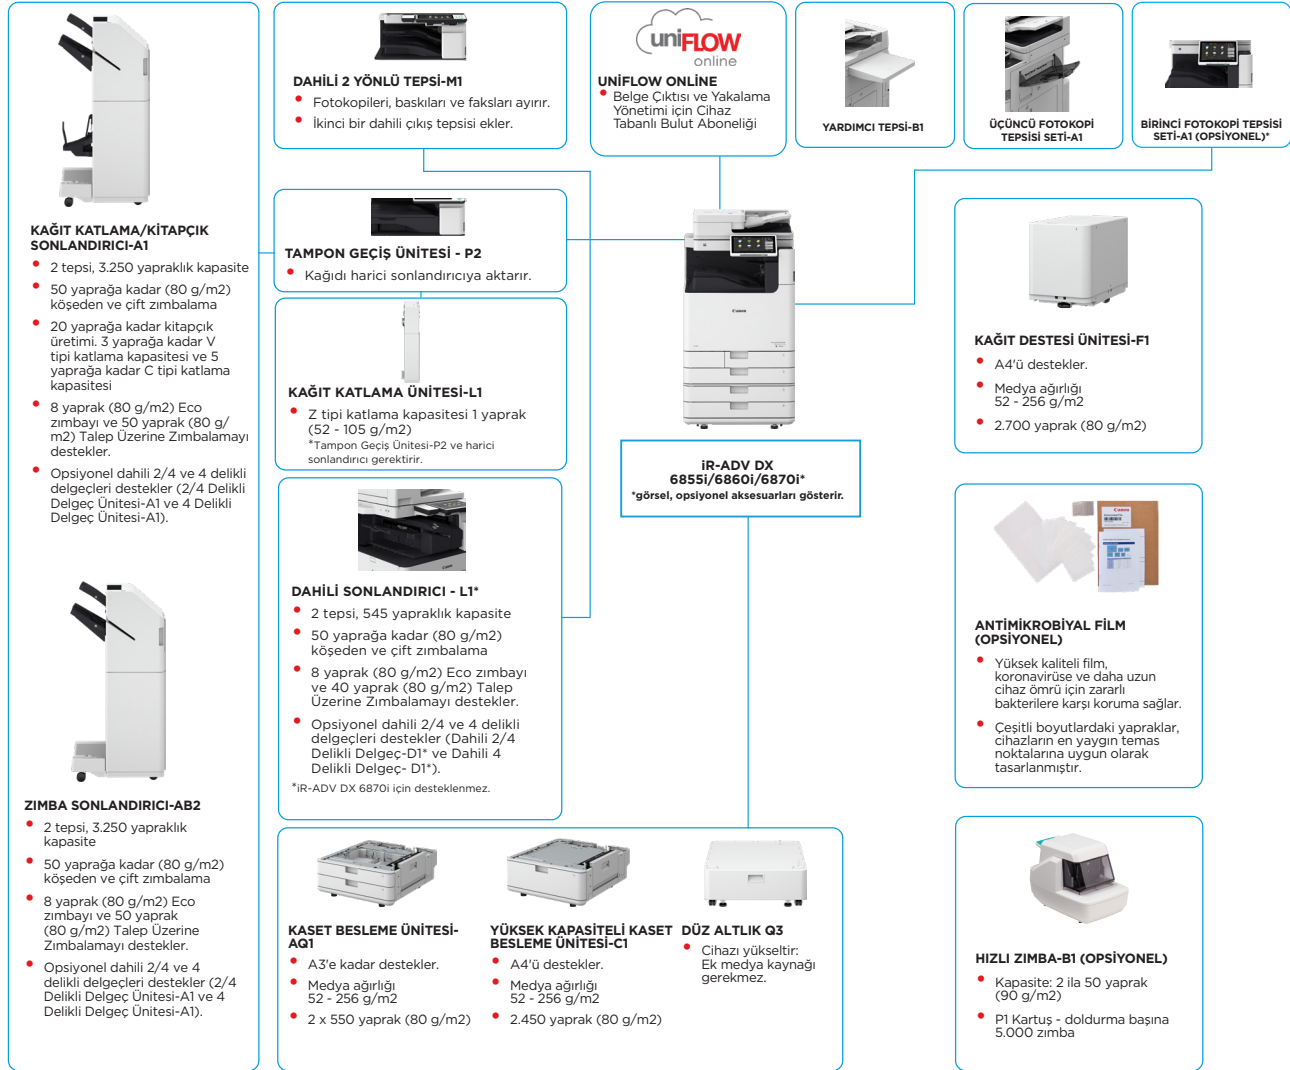 KAĞIT KATLAMA/KİTAPÇIK
SONLANDIRICI-A1
2 tepsi, 3.250 yapraklık kapasite
50 yaprağa kadar (80 g/m2)
köşeden ve çift zımbalama
20 yaprağa kadar kitapçık
üretimi. 3 yaprağa kadar V
tipi katlama kapasitesi ve 5
yaprağa kadar C tipi katlama
kapasitesi
8 yaprak (80 g/m2) Eco
zımbayı ve 50 yaprak (80 g/
m2) Talep Üzerine Zımbalamayı
destekler.
Opsiyonel dahili 2/4 ve 4 delikli
delgeçleri destekler (2/4 Delikli
Delgeç Ünitesi-A1 ve 4 Delikli
Delgeç Ünitesi-A1).
ZIMBA SONLANDIRICI-AB2
2 tepsi, 3.250 yapraklık
kapasite
50 yaprağa kadar (80 g/m2)
köşeden ve çift zımbalama
8 yaprak (80 g/m2) Eco
zımbayı ve 50 yaprak
(80 g/m2) Talep Üzerine
Zımbalamayı destekler.
Opsiyonel dahili 2/4 ve 4
delikli delgeçleri destekler (2/4
Delikli Delgeç Ünitesi-A1 ve 4
Delikli Delgeç Ünitesi-A1).
DAHİLİ 2 YÖNLÜ TEPSİ-M1
Fotokopileri, baskıları ve faksları ayırır.
İkinci bir dahili çıkış tepsisi ekler.
TAMPON GEÇİŞ ÜNİTESİ - P2
Kağıdı harici sonlandırıcıya aktarır.
KAĞIT KATLAMA ÜNİTESİ-L1
Z tipi katlama kapasitesi 1 yaprak
(52 - 105 g/m2)
*Tampon Geçiş Ünitesi-P2 ve harici
sonlandırıcı gerektirir.
DAHİLİ SONLANDIRICI - L1*
2 tepsi, 545 yapraklık kapasite
50 yaprağa kadar (80 g/m2)
köşeden ve çift zımbalama
8 yaprak (80 g/m2) Eco zımbayı
ve 40 yaprak (80 g/m2) Talep
Üzerine Zımbalamayı destekler.
Opsiyonel dahili 2/4 ve 4 delikli
delgeçleri destekler (Dahili 2/4
Delikli Delgeç-D1* ve Dahili 4
Delikli Delgeç- D1*).
*iR-ADV DX 6870i için desteklenmez.
uniFLOW
online
UNİFLOW ONLİNE
Belge Çıktısı ve Yakalama
Yönetimi için Cihaz
Tabanlı Bulut Aboneliği
YARDIMCI TEPSİ-B1
ÜÇÜNCÜ FOTOKOPİ
TEPSİSİ SETİ-A1
BİRİNCİ FOTOKOPİ TEPSİSİ
SETİ-A1 (OPSİYONEL)*
Canon
iR-ADV DX
6855i/6860i/6870i*
*görsel, opsiyonel aksesuarları gösterir.
KASET BESLEME ÜNİTESİ-
AQ1
A3'e kadar destekler.
Medya ağırlığı
52 - 256 g/m2
2 x 550 yaprak (80 g/m2)
YÜKSEK KAPASİTELİ KASET
BESLEME ÜNİTESİ-C1
A4'ü destekler.
Medya ağırlığı
52 - 256 g/m2
2.450 yaprak (80 g/m2)
DÜZ ALTLIK Q3
Cihazı yükseltir:
Ek medya kaynağı
gerekmez.
KAĞIT DESTESİ ÜNİTESİ-F1
A4'ü destekler.
Medya ağırlığı
52 - 256 g/m2
2.700 yaprak (80 g/m2)
Canon
ANTİMİKROBİYAL FİLM
(OPSİYONEL)
Yüksek kaliteli film,
koronavirüse ve daha uzun
cihaz ömrü için zararlı
bakterilere karşı koruma sağlar.
Çeşitli boyutlardaki yapraklar,
cihazların en yaygın temas
noktalarına uygun olarak
tasarlanmıştır.
HIZLI ZIMBA-B1 (OPSİYONEL)
Kapasite: 2 ila 50 yaprak
(90 g/m2)
P1 Kartuş - doldurma başına
5.000 zımba